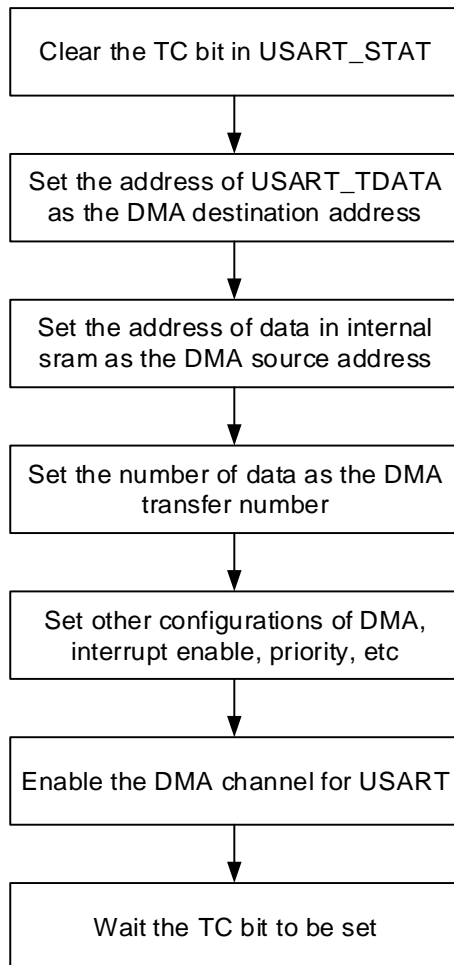 Clear the TC bit in USART_STAT
Set the address of USART_TDATA
as the DMA destination address
Set the address of data in internal
sram as the DMA source address
Set the number of data as the DMA
transfer number
Set other configurations of DMA,
interrupt enable, priority, etc
Enable the DMA channel for USART
Wait the TC bit to be set